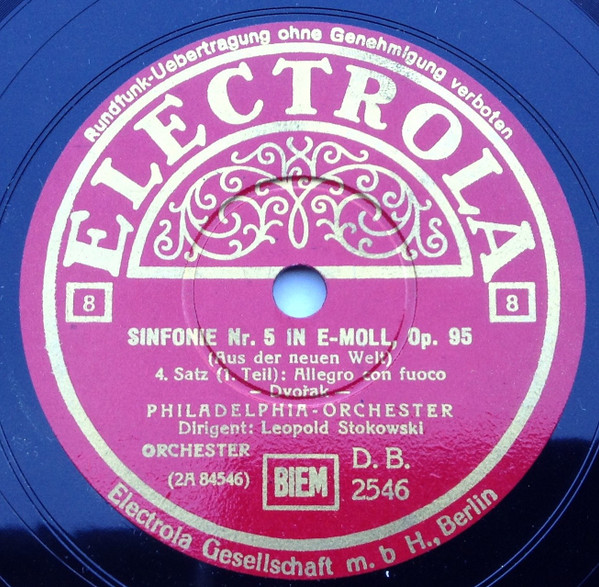 Rundfunk-Uebertragung ohne Genehmigung verboten
ELECTROLA
8 8
SINFONIE Nr. 5 IN E-MOLL, Op. 95
(Aus der neuen Welt)
4. Satz (1. Teil): Allegro con fuoco
— Dvořak —
PHILADELPHIA-ORCHESTER
Dirigent: Leopold Stokowski
ORCHESTER
(2A 84546)
BIEM
D. B.
2546
Electrola Gesellschaft m. b H., Berlin